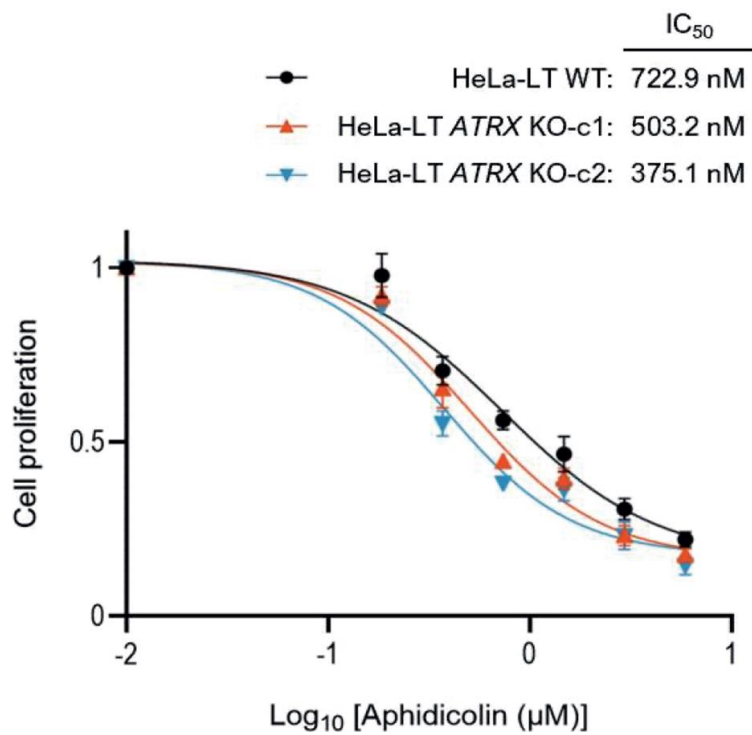 IC₅₀
HeLa-LT WT: 722.9 nM
HeLa-LT ATRX KO-c1: 503.2 nM
HeLa-LT ATRX KO-c2: 375.1 nM
1
0.5
0
Cell proliferation
-2 -1 0 1
Log₁₀ [Aphidicolin (μM)]